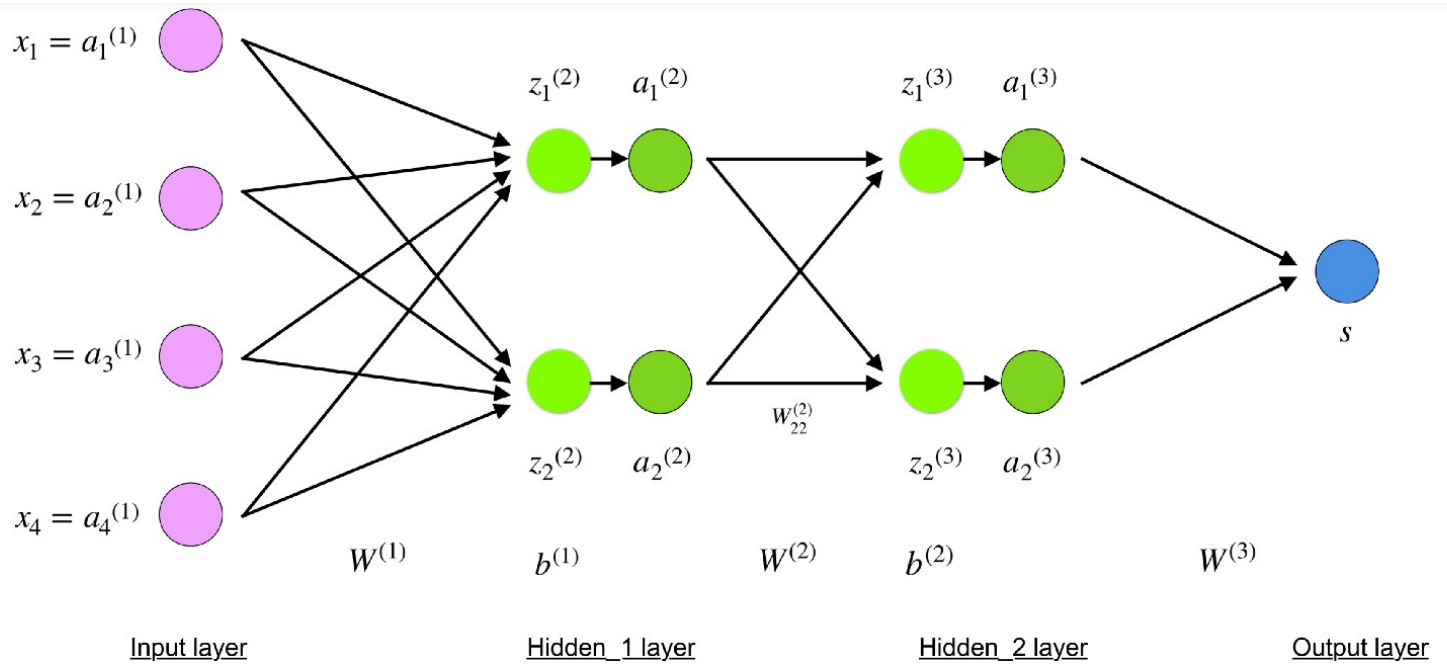 x₁ = a₁⁽¹⁾
z₁⁽²⁾ a₁⁽²⁾ z₁⁽³⁾ a₁⁽³⁾
x₂ = a₂⁽¹⁾
s
x₃ = a₃⁽¹⁾
W₂₂⁽²⁾
z₂⁽²⁾ a₂⁽²⁾ z₂⁽³⁾ a₂⁽³⁾
x₄ = a₄⁽¹⁾
W⁽¹⁾ b⁽¹⁾ W⁽²⁾ b⁽²⁾ W⁽³⁾
Input layer Hidden_1 layer Hidden_2 layer Output layer